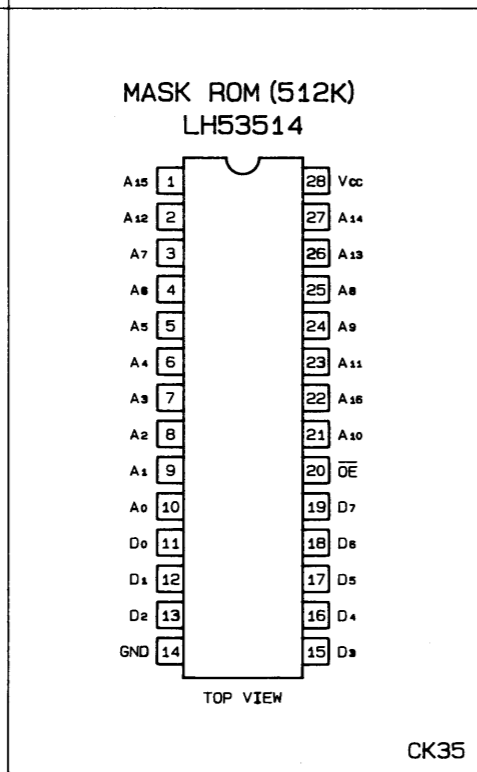 MASK ROM (512K)
LH53514
A15 1 28 Vcc
A12 2 27 A14
A7 3 26 A13
A6 4 25 A8
A5 5 24 A9
A4 6 23 A11
A3 7 22 A16
A2 8 21 A10
A1 9 20 OE
A0 10 19 D7
D0 11 18 D6
D1 12 17 D5
D2 13 16 D4
GND 14 15 D3
TOP VIEW
CK35